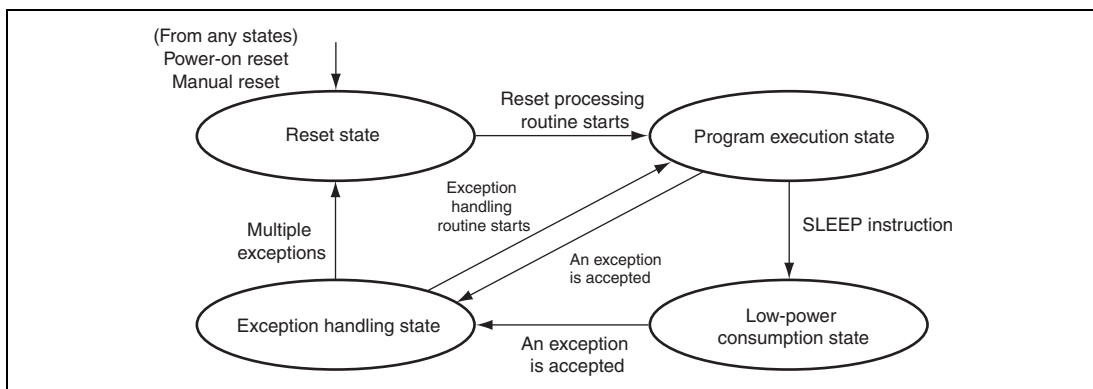 (From any states)
Power-on reset
Manual reset
Reset processing
routine starts
Reset state
Program execution state
Exception
handling
routine starts
Multiple
exceptions
SLEEP instruction
An exception
is accepted
Exception handling state
Low-power
consumption state
An exception
is accepted